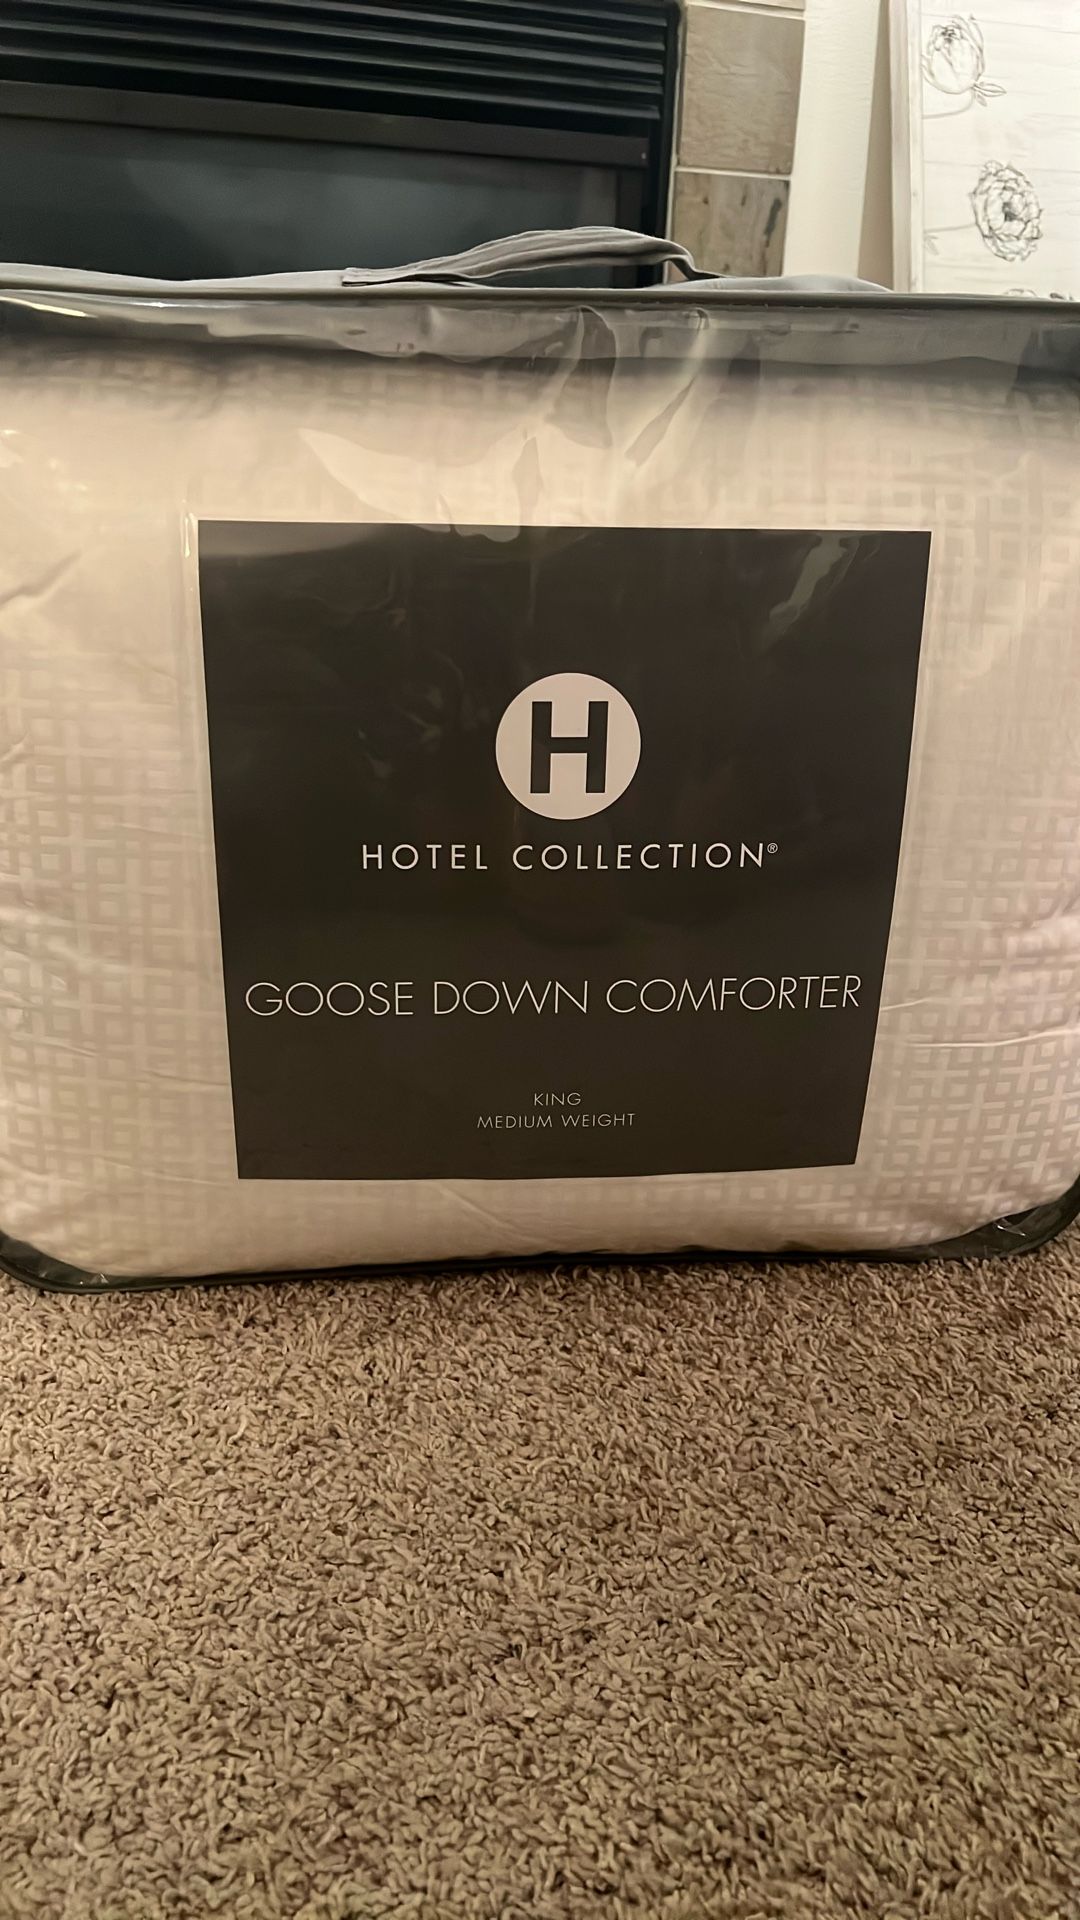 H
HOTEL COLLECTION®
GOOSE DOWN COMFORTER
KING
MEDIUM WEIGHT